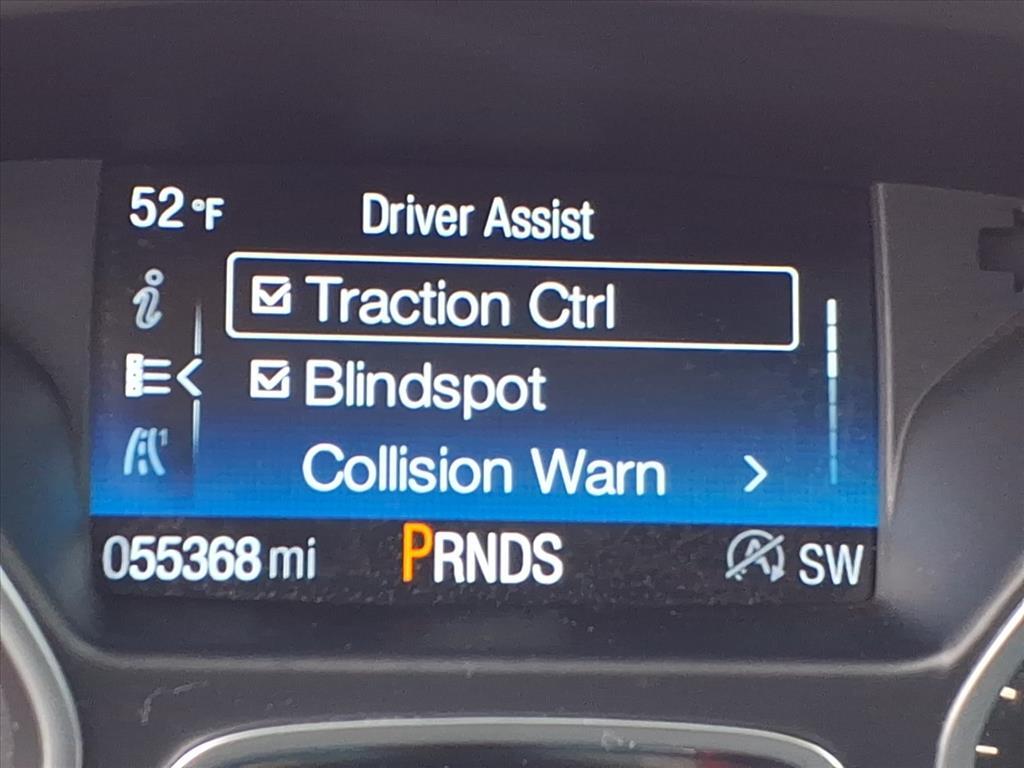 52 °F
Driver Assist
Traction Ctrl
Blindspot
Collision Warn >
055368 mi PRNDS A SW